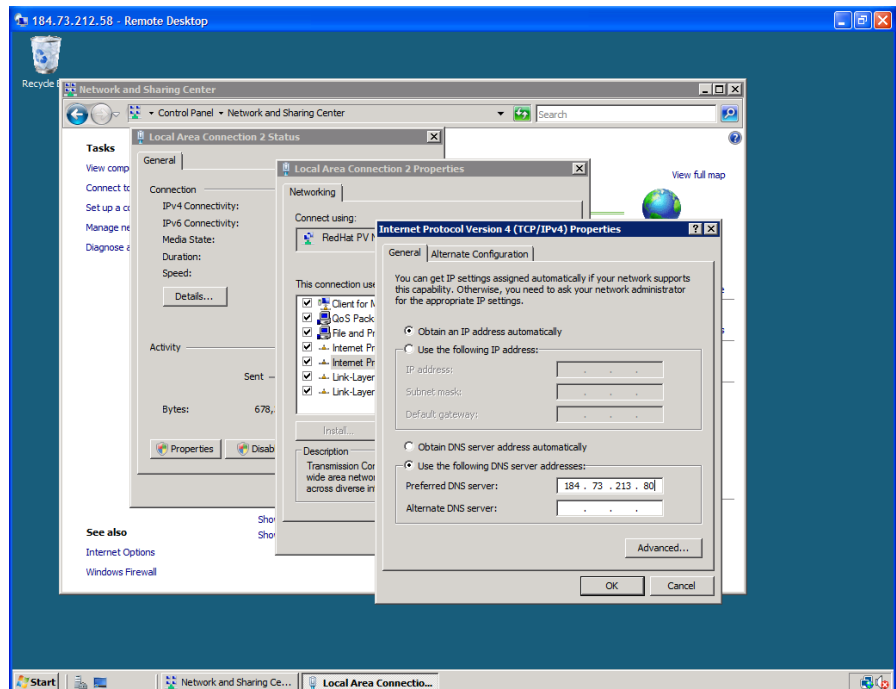 184.73.212.58 - Remote Desktop
Recycle
Network and Sharing Center
Control Panel
Network and Sharing Center
Search
Tasks
View comp
Connect to
Set up a co
Manage ne
Diagnose a
See also
Internet Options
Windows Firewall
View full map
Sho
Sho
Local Area Connection 2 Status
General
Connection
IPv4 Connectivity:
IPv6 Connectivity:
Media State:
Duration:
Speed:
Details...
Activity
Sent
Bytes: 678,
Properties
Disab
Local Area Connection 2 Properties
Networking
Connect using:
RedHat PV N
This connection use
Client for M
QoS Pack
File and Pr
Internet Pr
Internet Pr
Link-Layer
Link-Layer
Install...
Description
Transmission Con
wide area networ
across diverse in
Internet Protocol Version 4 (TCP/IPv4) Properties
General
Alternate Configuration
You can get IP settings assigned automatically if your network supports
this capability. Otherwise, you need to ask your network administrator
for the appropriate IP settings.
Obtain an IP address automatically
Use the following IP address:
IP address:
Subnet mask:
Default gateway:
Obtain DNS server address automatically
Use the following DNS server addresses:
Preferred DNS server: 184 . 73 . 213 . 80
Alternate DNS server:
Advanced...
OK
Cancel
Start
Network and Sharing Ce...
Local Area Connectio...